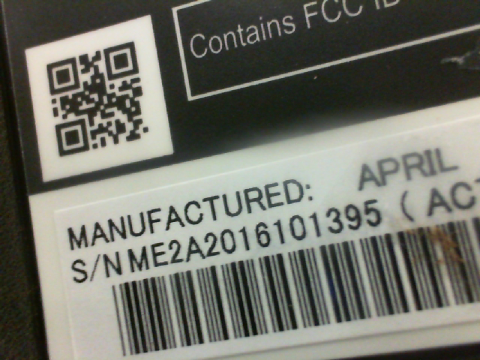 Contains FCC ID
MANUFACTURED: APRIL
S/N ME2A2016101395 ( AC